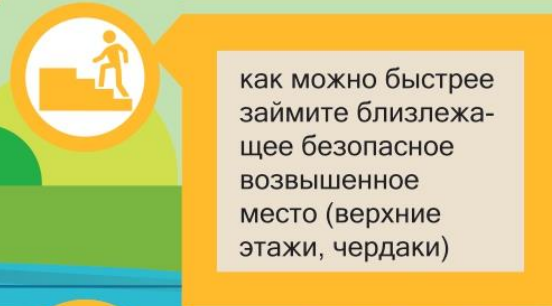 как можно быстрее
займите близлежа-
щее безопасное
возвышенное
место (верхние
этажи, чердаки)